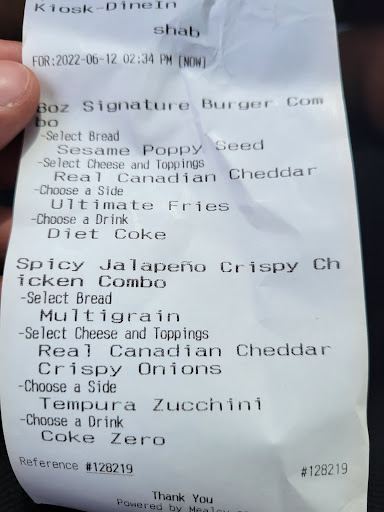 Kiosk-DineIn
shab
FOR:2022-06-12 02:34 PM [NOW]
8oz Signature Burger Com
bo
-Select Bread
Sesame Poppy Seed
-Select Cheese and Toppings
Real Canadian Cheddar
-Choose a Side
Ultimate Fries
-Choose a Drink
Diet Coke
Spicy Jalapeño Crispy Ch
icken Combo
-Select Bread
Multigrain
-Select Cheese and Toppings
Real Canadian Cheddar
Crispy Onions
-Choose a Side
Tempura Zucchini
-Choose a Drink
Coke Zero
Reference #128219 #128219
Thank You
Powered by